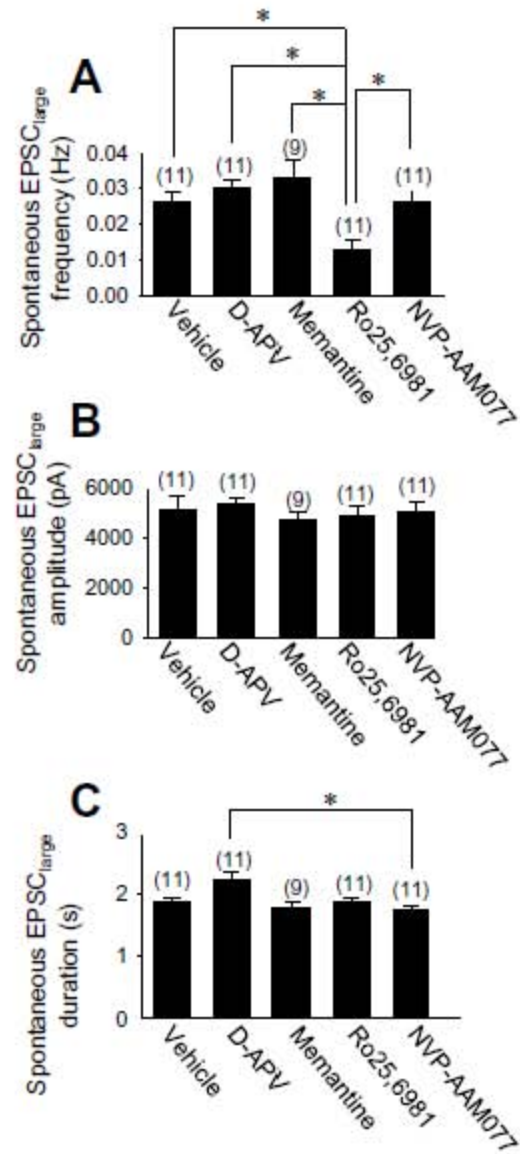 A
*
*
*
*
Spontaneous EPSClarge
frequency (Hz)
0.04
0.03
0.02
0.01
0.00
(11)
(11)
(9)
(11)
(11)
Vehicle
D-APV
Memantine
Ro25,6981
NVP-AAM077
B
Spontaneous EPSClarge
amplitude (pA)
6000
4000
2000
0
(11)
(11)
(9)
(11)
(11)
Vehicle
D-APV
Memantine
Ro25,6981
NVP-AAM077
C
*
Spontaneous EPSClarge
duration (s)
3
2
1
0
(11)
(11)
(9)
(11)
(11)
Vehicle
D-APV
Memantine
Ro25,6981
NVP-AAM077